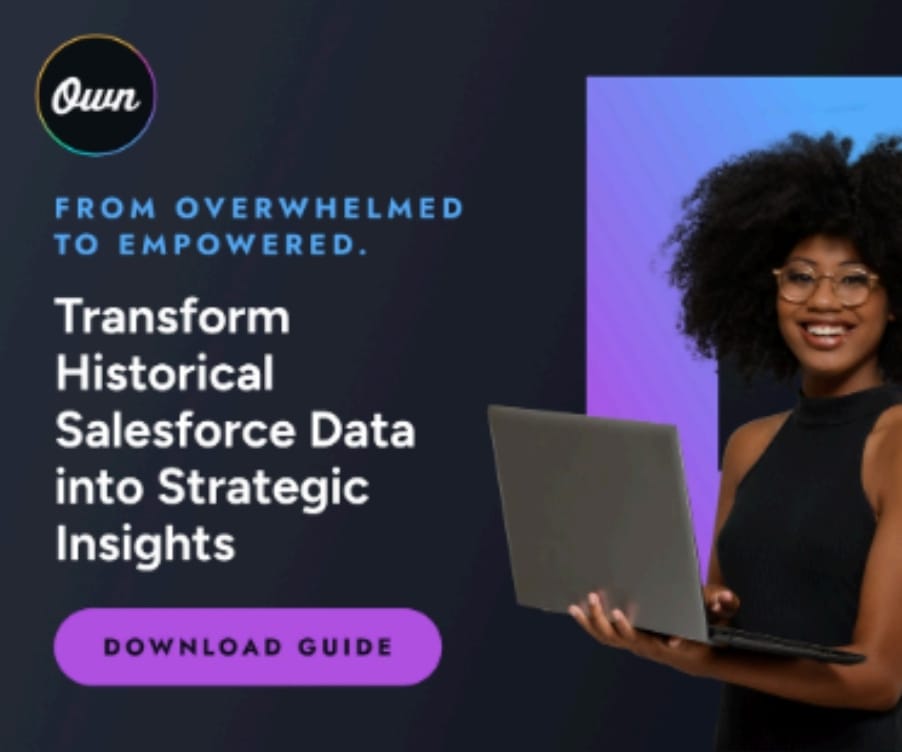 Own
FROM OVERWHELMED
TO EMPOWERED.
Transform
Historical
Salesforce Data
into Strategic
Insights
DOWNLOAD GUIDE